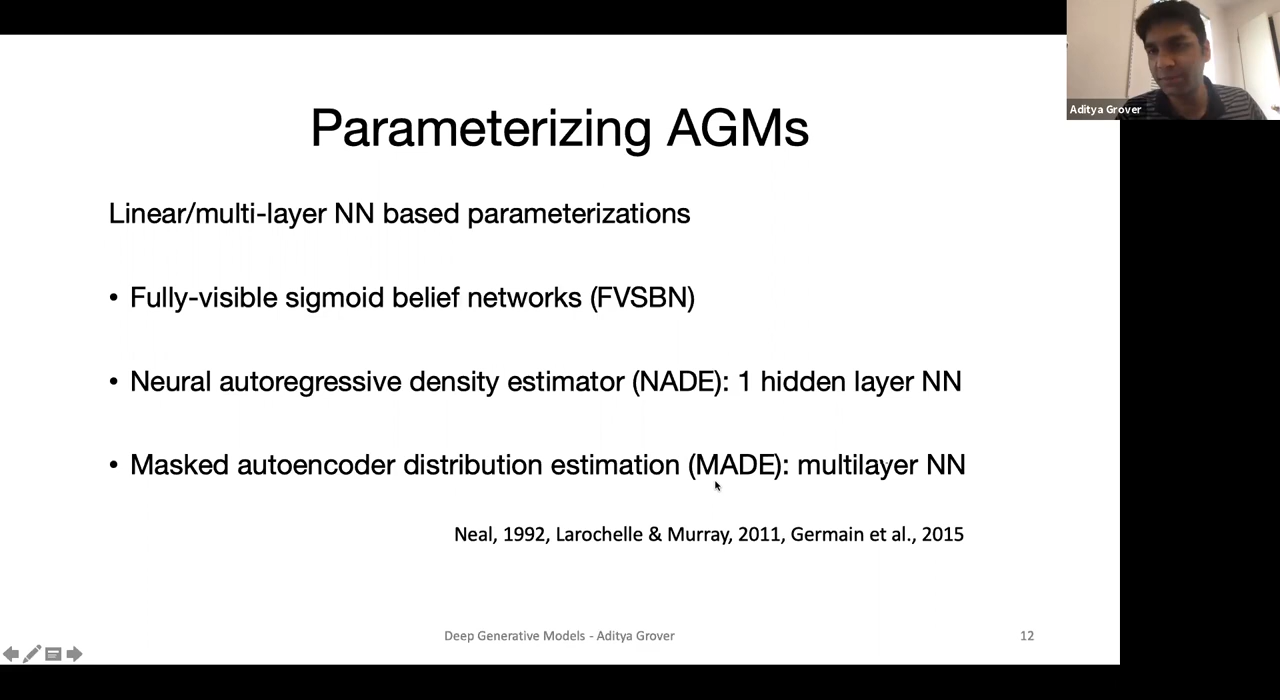 Aditya Grover
Parameterizing AGMs
Linear/multi-layer NN based parameterizations
• Fully-visible sigmoid belief networks (FVSBN)
• Neural autoregressive density estimator (NADE): 1 hidden layer NN
• Masked autoencoder distribution estimation (MADE): multilayer NN
Neal, 1992, Larochelle & Murray, 2011, Germain et al., 2015
Deep Generative Models - Aditya Grover
12